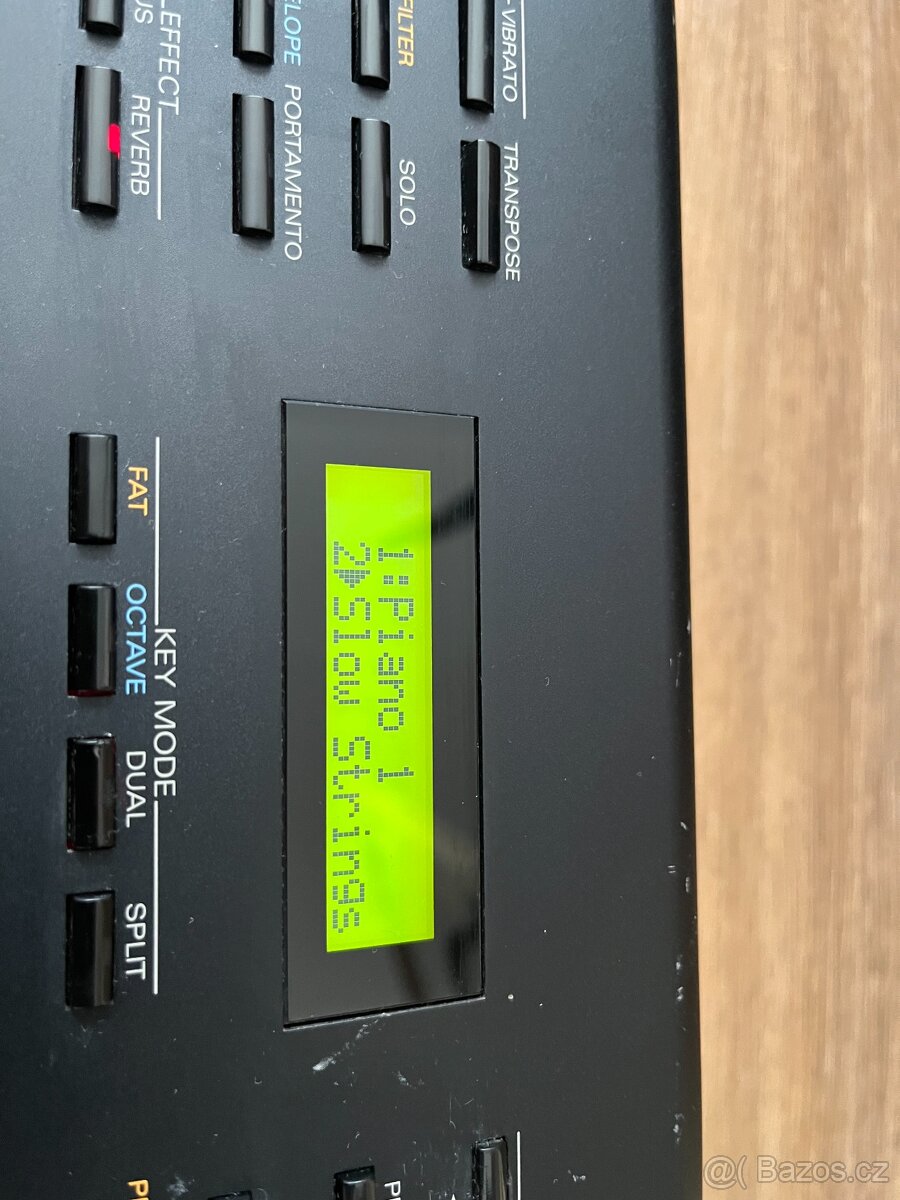 VIBRATO
TRANSPOSE
FILTER
SOLO
ELOPE
PORTAMENTO
EFFECT
US
REVERB
1:Piano 1
2♦Slow Strings
KEY MODE
FAT
OCTAVE
DUAL
SPLIT
@( Bazos.cz